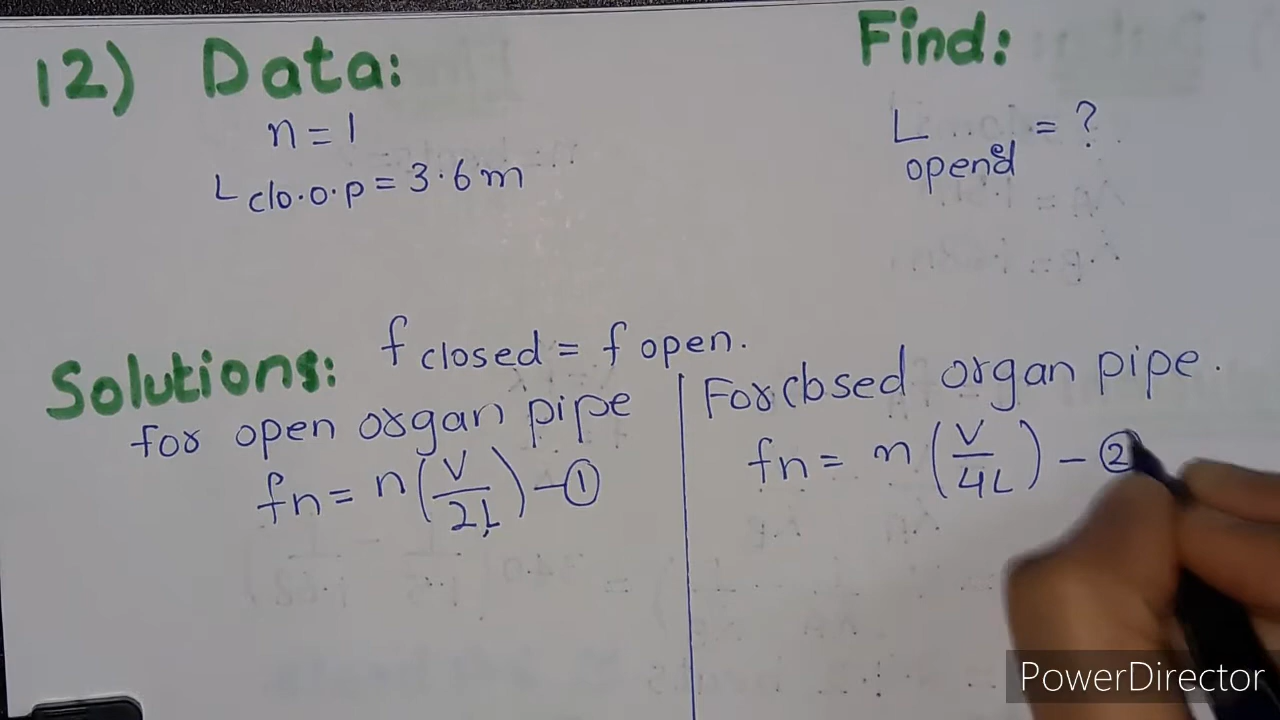 12) Data:
n = 1
L clo.o.p = 3.6 m
Find:
L = ?
opened
Solutions: f closed = f open.
for open organ pipe
fn = n(V/2L) - ①
For closed organ pipe.
fn = n(V/4L) - ②
PowerDirector